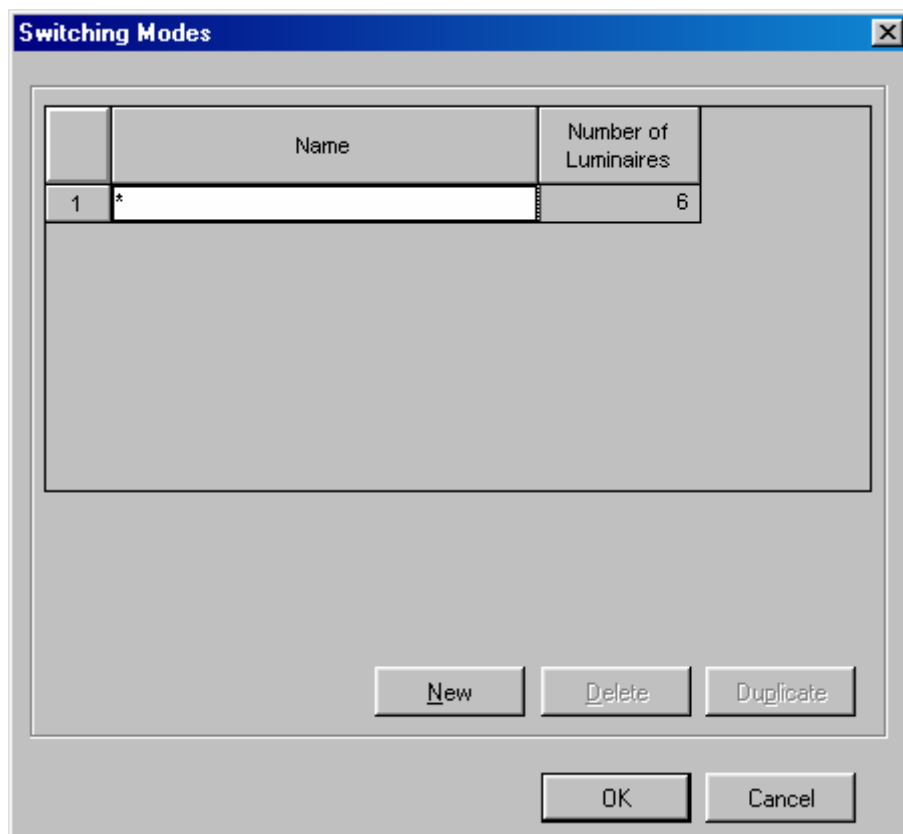 Switching Modes
Name
Number of
Luminaires
1
*
6
New
Delete
Duplicate
OK
Cancel